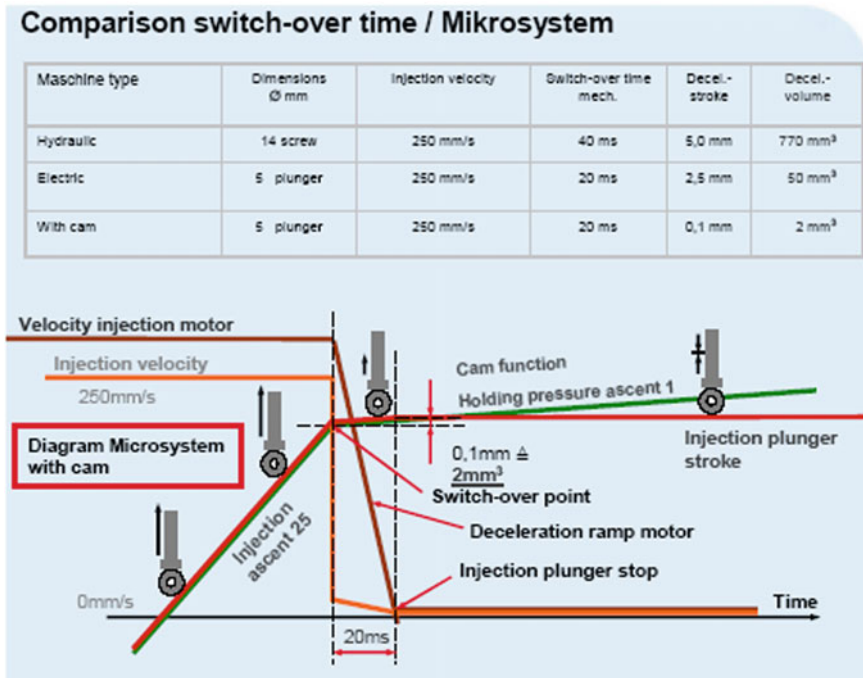 Comparison switch-over time / Mikrosystem
Maschine type Dimensions Ø mm Injection velocity Switch-over time mech. Decel.-stroke Decel.-volume
Hydraulic 14 screw 250 mm/s 40 ms 5,0 mm 770 mm³
Electric 5 plunger 250 mm/s 20 ms 2,5 mm 50 mm³
With cam 5 plunger 250 mm/s 20 ms 0,1 mm 2 mm³
Velocity injection motor
Injection velocity
250mm/s
Cam function
Holding pressure ascent 1
Diagram Microsystem
with cam
Injection plunger
stroke
0,1mm ≙
2mm³
Switch-over point
Injection
ascent 25
Deceleration ramp motor
Injection plunger stop
0mm/s
Time
20ms